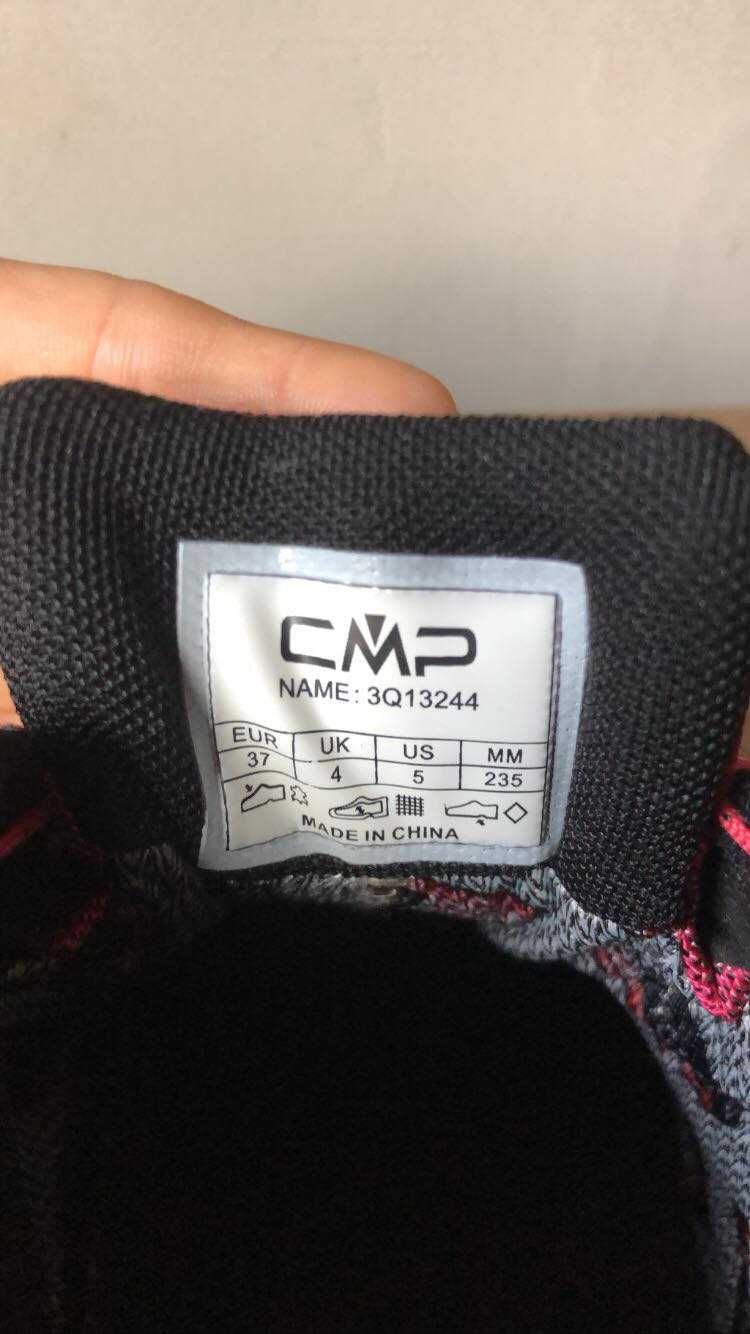 CMP
NAME: 3Q13244
EUR UK US MM
37 4 5 235
MADE IN CHINA